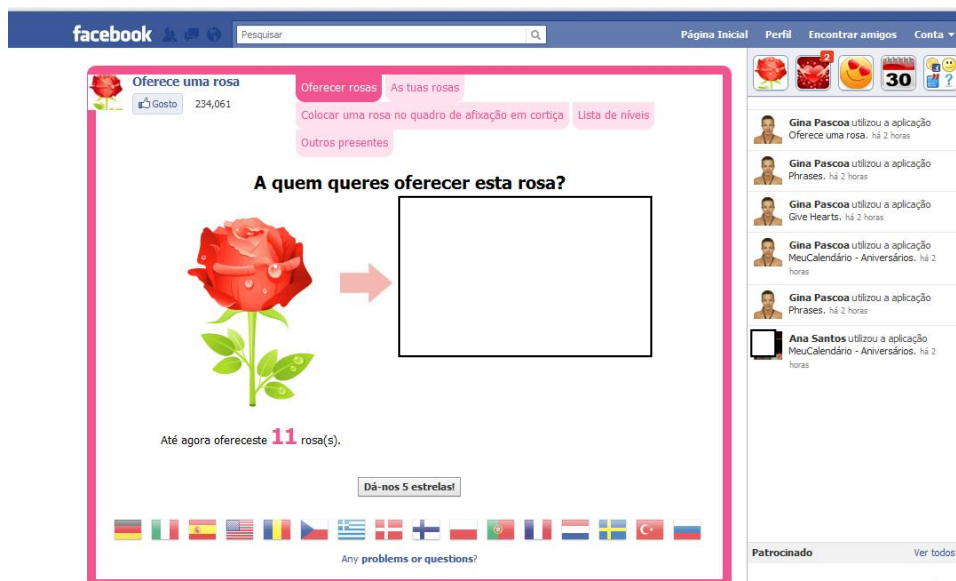 facebook
Pesquisar
Página Inicial Perfil Encontrar amigos Conta
Oferece uma rosa
Gosto 234,061
Oferecer rosas As tuas rosas
Colocar uma rosa no quadro de afixação em cortiça Lista de níveis
Outros presentes
A quem queres oferecer esta rosa?
Até agora ofereceste 11 rosa(s).
Dá-nos 5 estrelas!
Any problems or questions?
2
30
Gina Pascoa utilizou a aplicação
Oferece uma rosa. há 2 horas
Gina Pascoa utilizou a aplicação
Phrases. há 2 horas
Gina Pascoa utilizou a aplicação
Give Hearts. há 2 horas
Gina Pascoa utilizou a aplicação
MeuCalendário - Aniversários. há 2
horas
Gina Pascoa utilizou a aplicação
Phrases. há 2 horas
Ana Santos utilizou a aplicação
MeuCalendário - Aniversários. há 2
horas
Patrocinado Ver todos